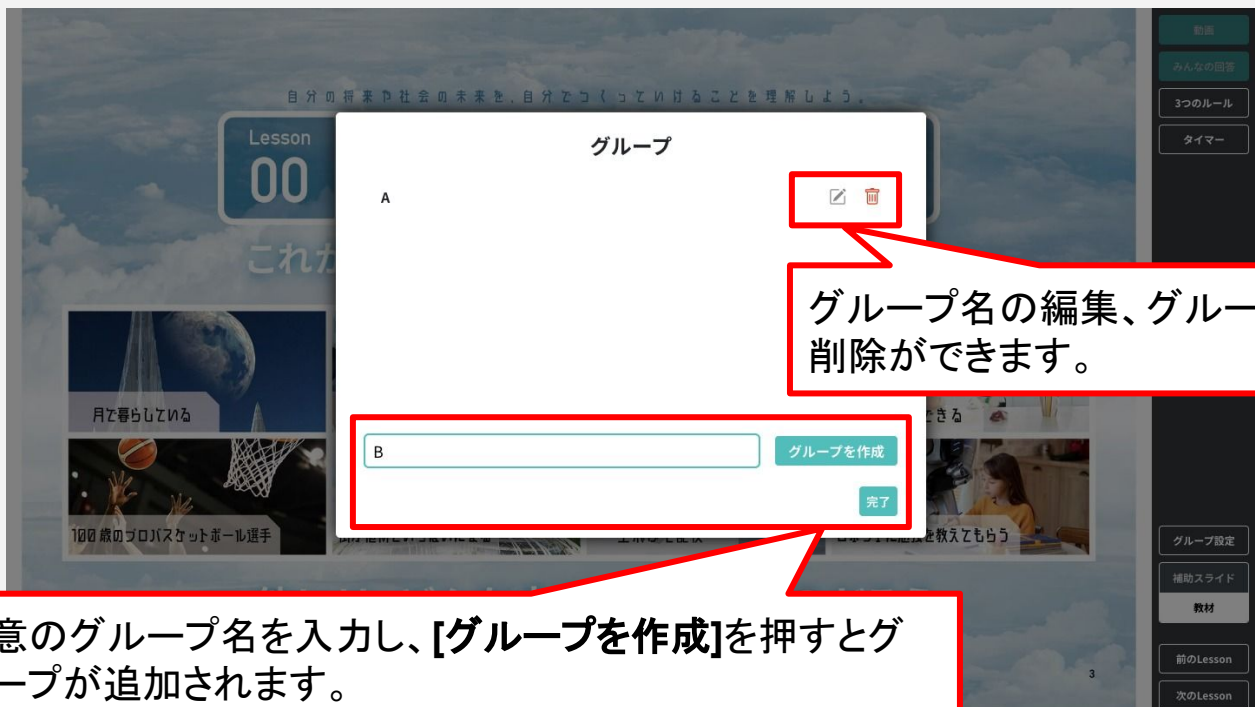 動画
みんなの回答
3つのルール
タイマー
自分の将来や社会の未来を、自分でつくっていけることを理解しよう。
Lesson
00
これか
グループ
A
グループ名の編集、グルー
削除ができます。
月で暮らしている
できる
B
グループを作成
完了
100歳のプロバスケットボール選手
を教えてもらう
グループ設定
補助スライド
教材
意のグループ名を入力し、[グループを作成]を押すとグ
ープが追加されます。
3
前のLesson
次のLesson